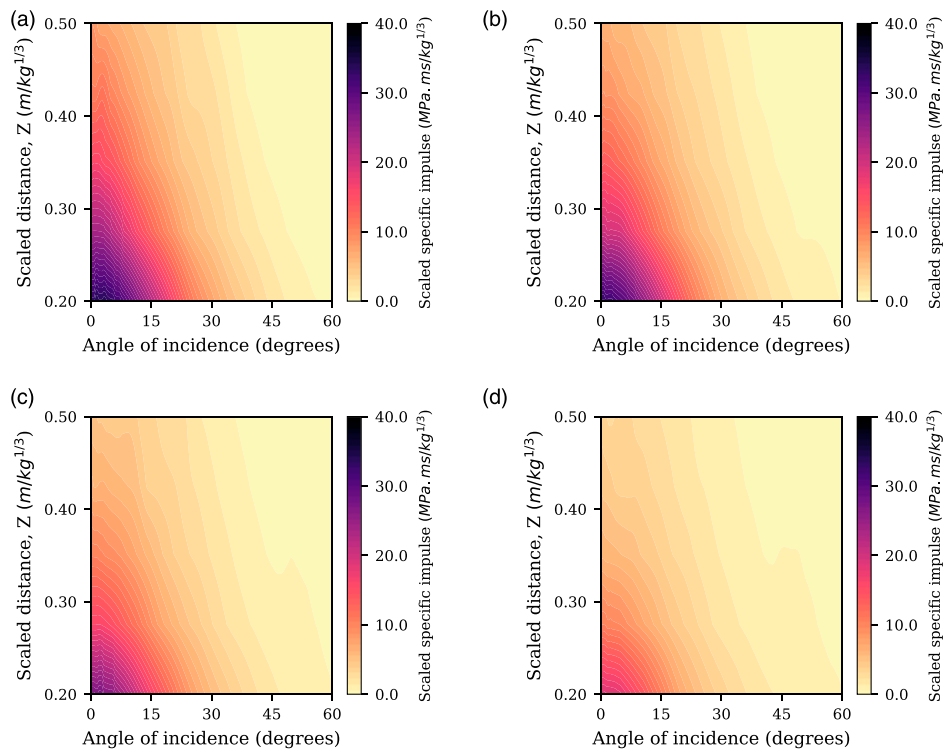 (a)
0.50
0.40
0.30
0.20
Scaled distance, Z (m/kg^{1/3})
0 15 30 45 60
Angle of incidence (degrees)
40.0
30.0
20.0
10.0
0.0
Scaled specific impulse (MPa.ms/kg^{1/3})
(b)
0.50
0.40
0.30
0.20
Scaled distance, Z (m/kg^{1/3})
0 15 30 45 60
Angle of incidence (degrees)
40.0
30.0
20.0
10.0
0.0
Scaled specific impulse (MPa.ms/kg^{1/3})
(c)
0.50
0.40
0.30
0.20
Scaled distance, Z (m/kg^{1/3})
0 15 30 45 60
Angle of incidence (degrees)
40.0
30.0
20.0
10.0
0.0
Scaled specific impulse (MPa.ms/kg^{1/3})
(d)
0.50
0.40
0.30
0.20
Scaled distance, Z (m/kg^{1/3})
0 15 30 45 60
Angle of incidence (degrees)
40.0
30.0
20.0
10.0
0.0
Scaled specific impulse (MPa.ms/kg^{1/3})